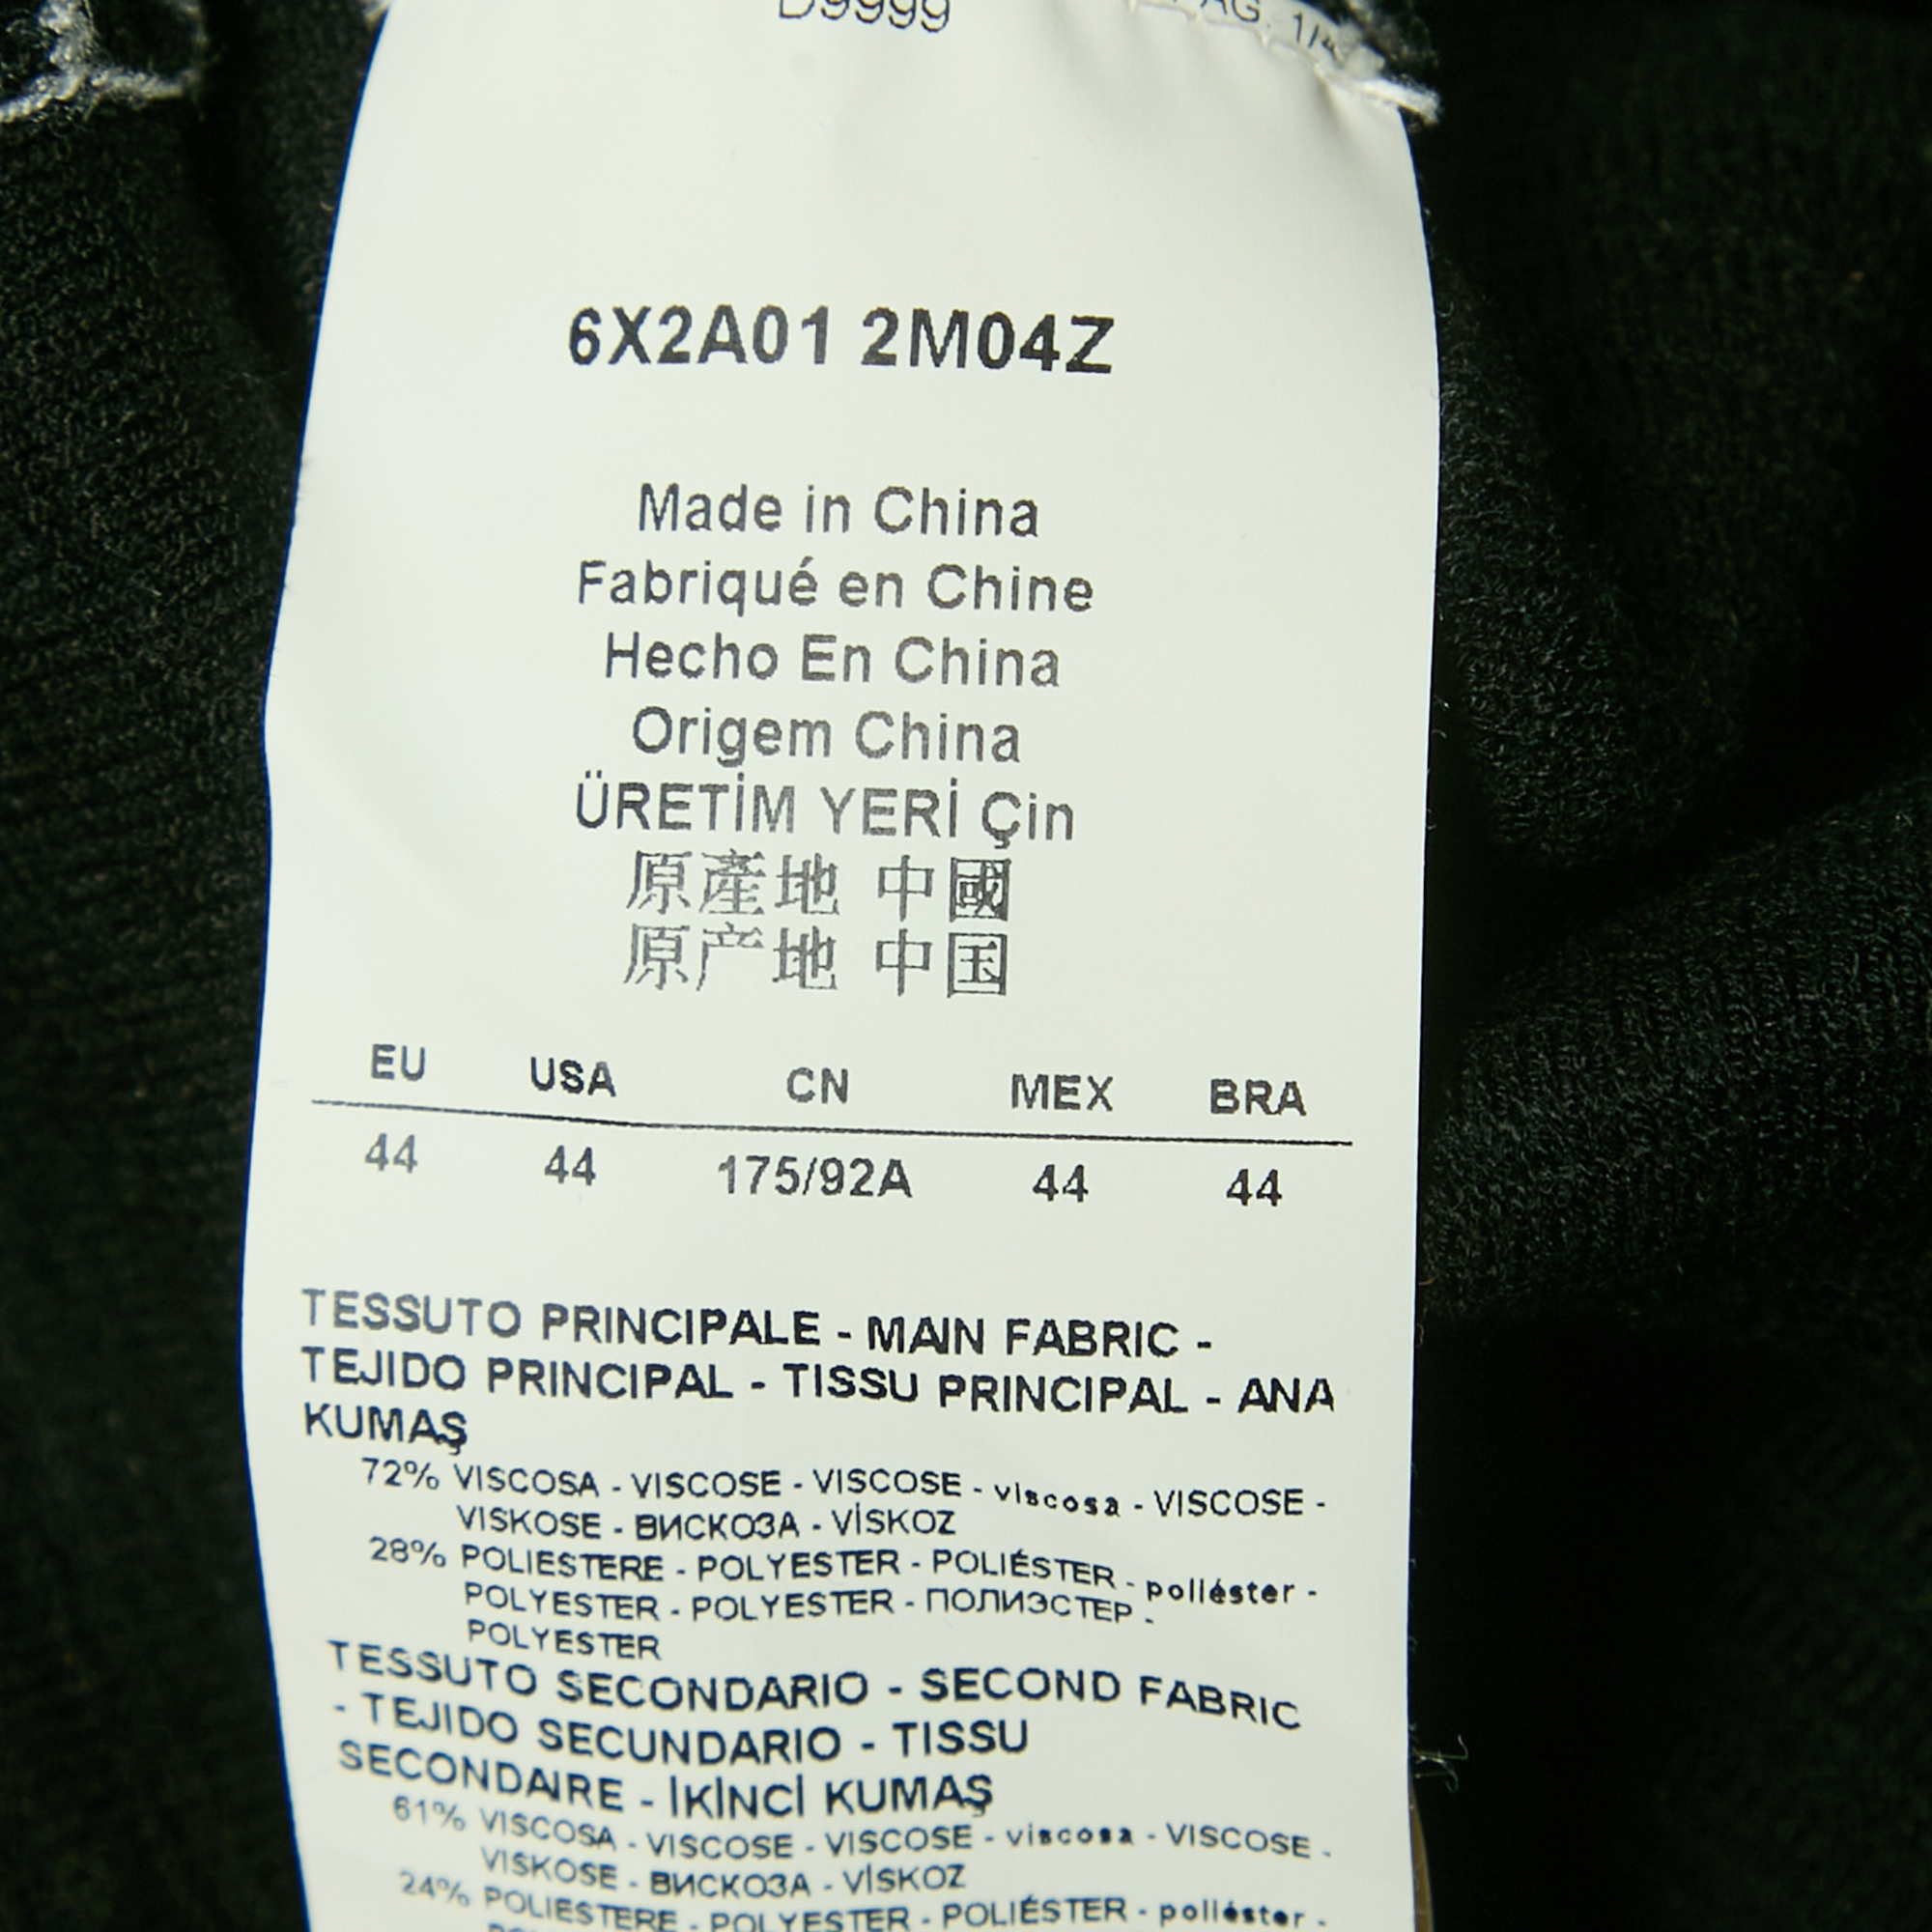 D9999
PAG. 1/4
6X2A01 2M04Z
Made in China
Fabriqué en Chine
Hecho En China
Origem China
ÜRETİM YERİ Çin
原產地 中國
原产地 中国
EU USA CN MEX BRA
44 44 175/92A 44 44
TESSUTO PRINCIPALE - MAIN FABRIC -
TEJIDO PRINCIPAL - TISSU PRINCIPAL - ANA
KUMAŞ
72% VISCOSA - VISCOSE - VISCOSE - viscosa - VISCOSE -
VISKOSE - ВИСКОЗА - VİSKOZ
28% POLIESTERE - POLYESTER - POLIÉSTER - poliéster -
POLYESTER - POLYESTER - ПОЛИЭСТЕР -
POLYESTER
TESSUTO SECONDARIO - SECOND FABRIC
- TEJIDO SECUNDARIO - TISSU
SECONDAIRE - İKİNCİ KUMAŞ
61% VISCOSA - VISCOSE - VISCOSE - viscosa - VISCOSE -
VISKOSE - ВИСКОЗА - VİSKOZ
24% POLIESTERE - POLYESTER - POLIÉSTER - poliéster -